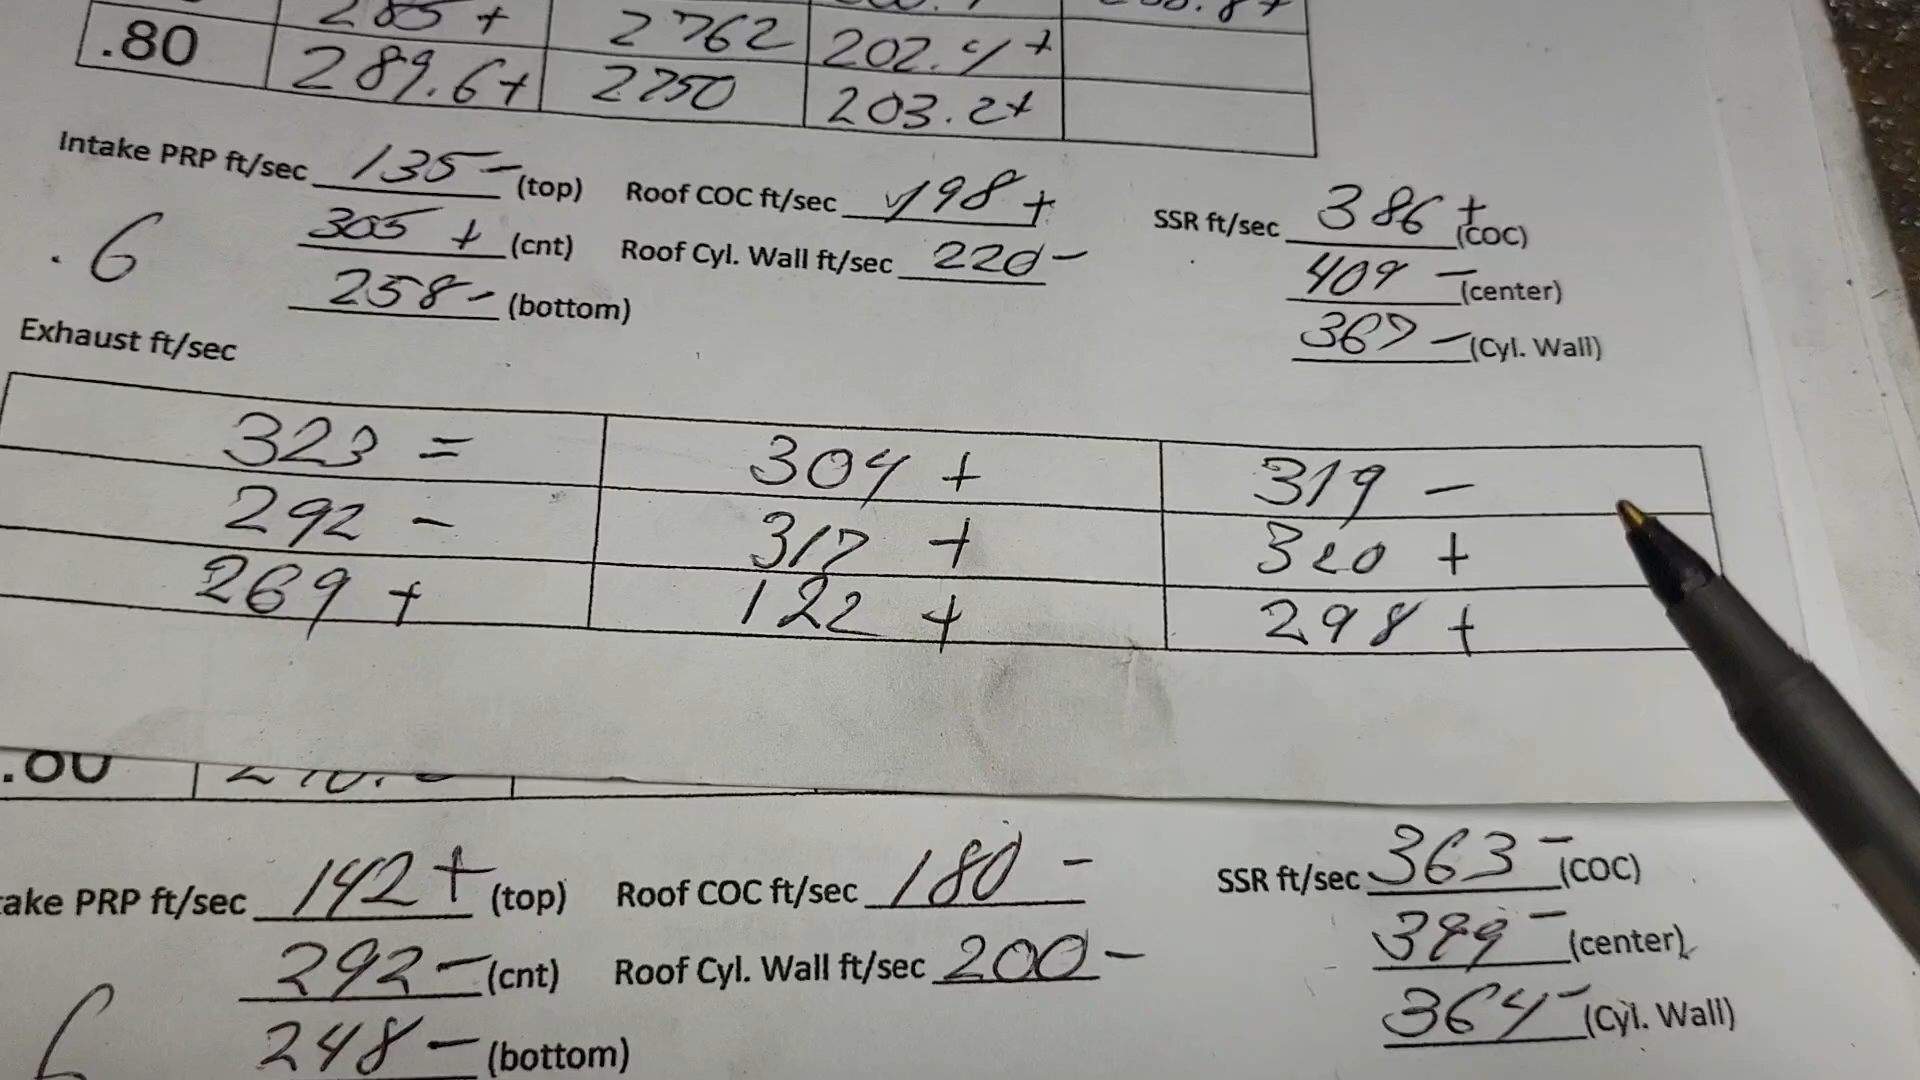 285 + 2762 202.4 +
.80 289.6+ 2750 203.2+
Intake PRP ft/sec 135 - (top) Roof COC ft/sec 198 + SSR ft/sec 386 + (COC)
.6 305 + (cnt) Roof Cyl. Wall ft/sec 220 - 409 - (center)
258 - (bottom) 367 - (Cyl. Wall)
Exhaust ft/sec
323 = 304 + 319 -
292 - 317 + 320 +
269 + 122 + 298 +
ake PRP ft/sec 142 + (top) Roof COC ft/sec 180 - SSR ft/sec 363 - (COC)
292 - (cnt) Roof Cyl. Wall ft/sec 200 - 389 - (center)
248 - (bottom) 364 - (Cyl. Wall)